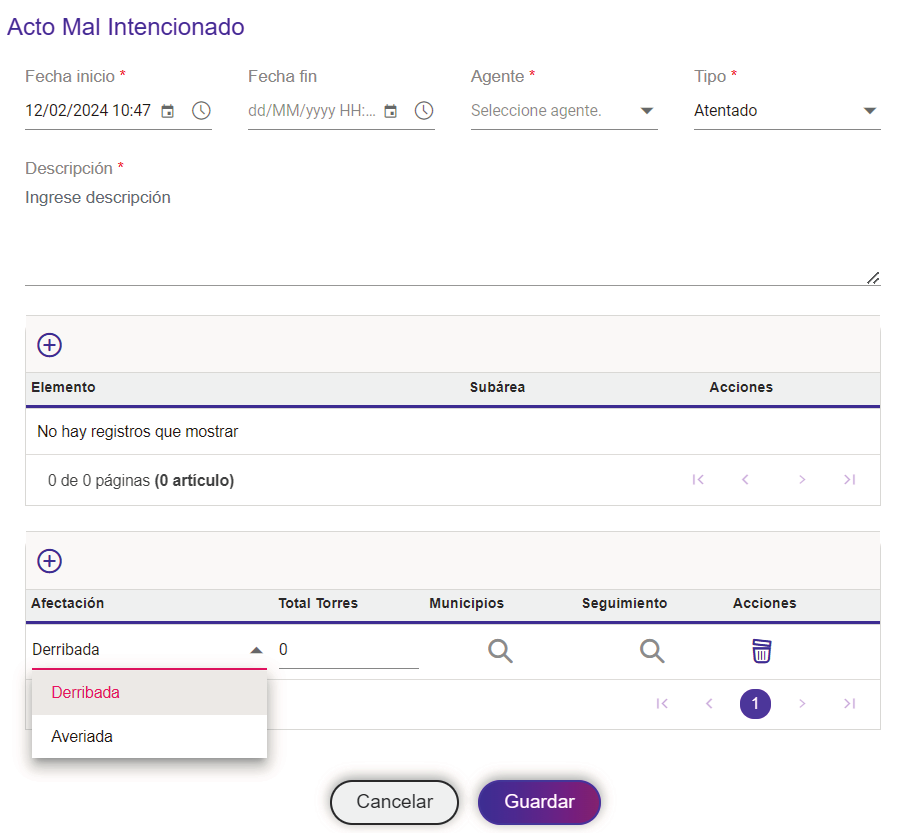 Acto Mal Intencionado
Fecha inicio * Fecha fin Agente * Tipo *
12/02/2024 10:47 dd/MM/yyyy HH:... Seleccione agente. Atentado
Descripción *
Ingrese descripción
Elemento Subárea Acciones
No hay registros que mostrar
0 de 0 páginas (0 artículo)
Afectación Total Torres Municipios Seguimiento Acciones
Derribada 0
Derribada 1
Averiada
Cancelar Guardar